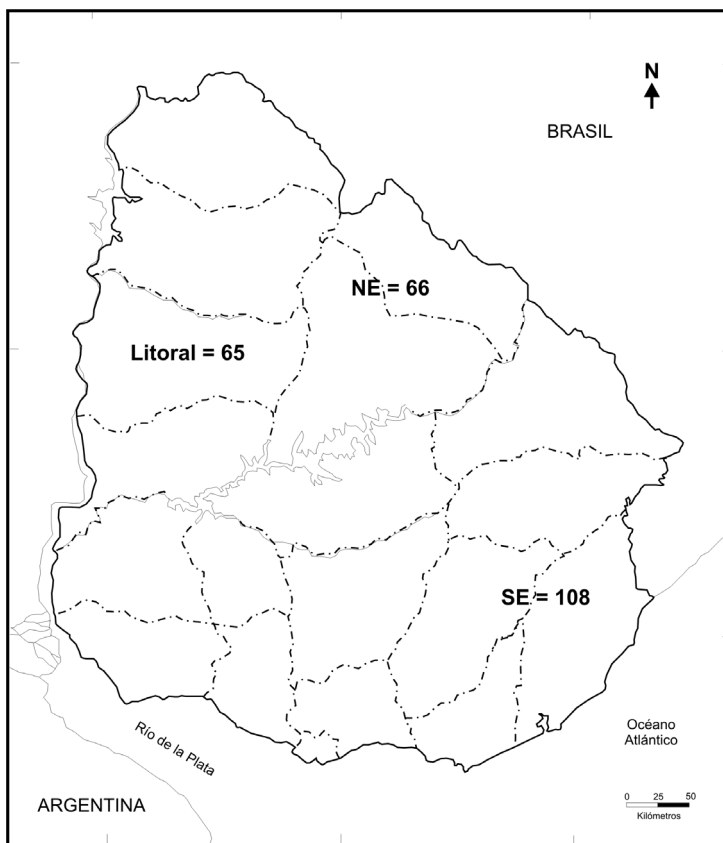 N
BRASIL
NE = 66
Litoral = 65
SE = 108
Río de la Plata
Océano
Atlántico
ARGENTINA
0 25 50
Kilómetros